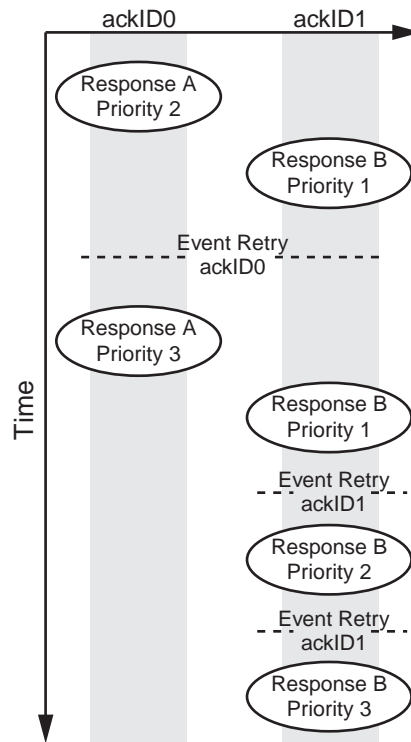 ackID0 ackID1
Response A
Priority 2
Response B
Priority 1
Event Retry
ackID0
Response A
Priority 3
Response B
Priority 1
Event Retry
ackID1
Response B
Priority 2
Event Retry
ackID1
Response B
Priority 3
Time